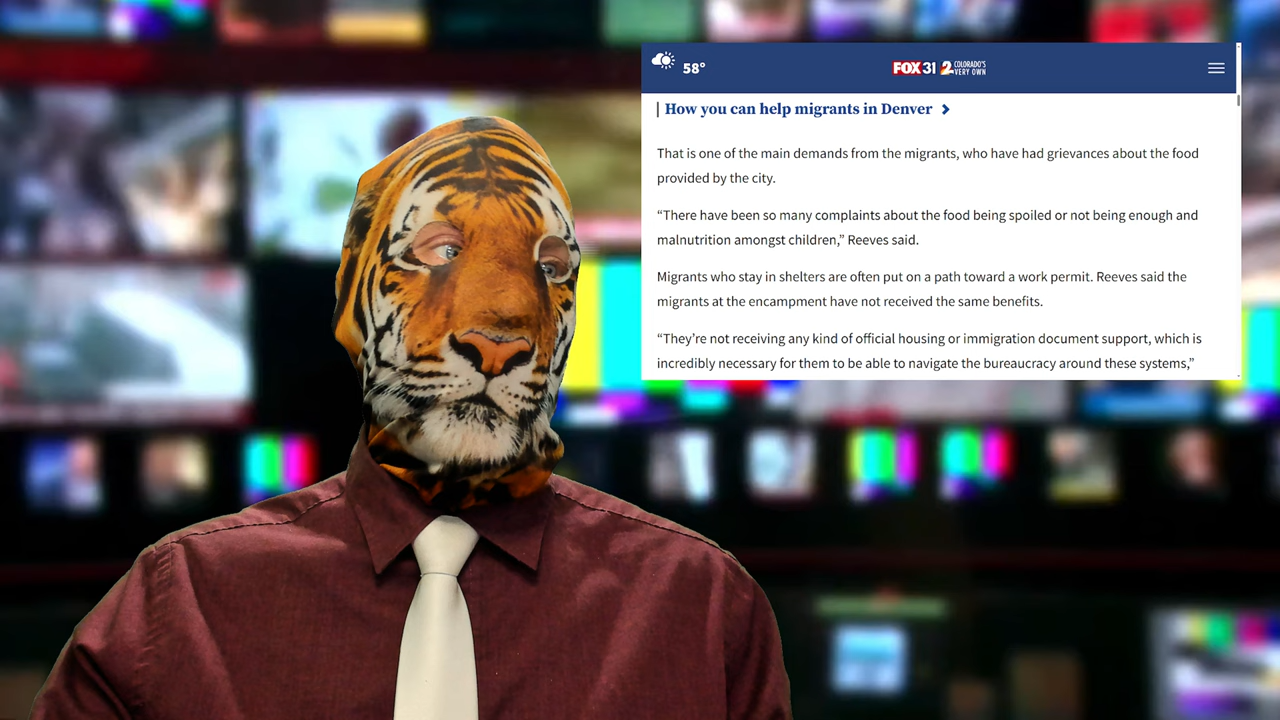 58°
FOX 31 2 COLORADO'S
VERY OWN
How you can help migrants in Denver
That is one of the main demands from the migrants, who have had grievances about the food
provided by the city.
“There have been so many complaints about the food being spoiled or not being enough and
malnutrition amongst children,” Reeves said.
Migrants who stay in shelters are often put on a path toward a work permit. Reeves said the
migrants at the encampment have not received the same benefits.
“They’re not receiving any kind of official housing or immigration document support, which is
incredibly necessary for them to be able to navigate the bureaucracy around these systems,”